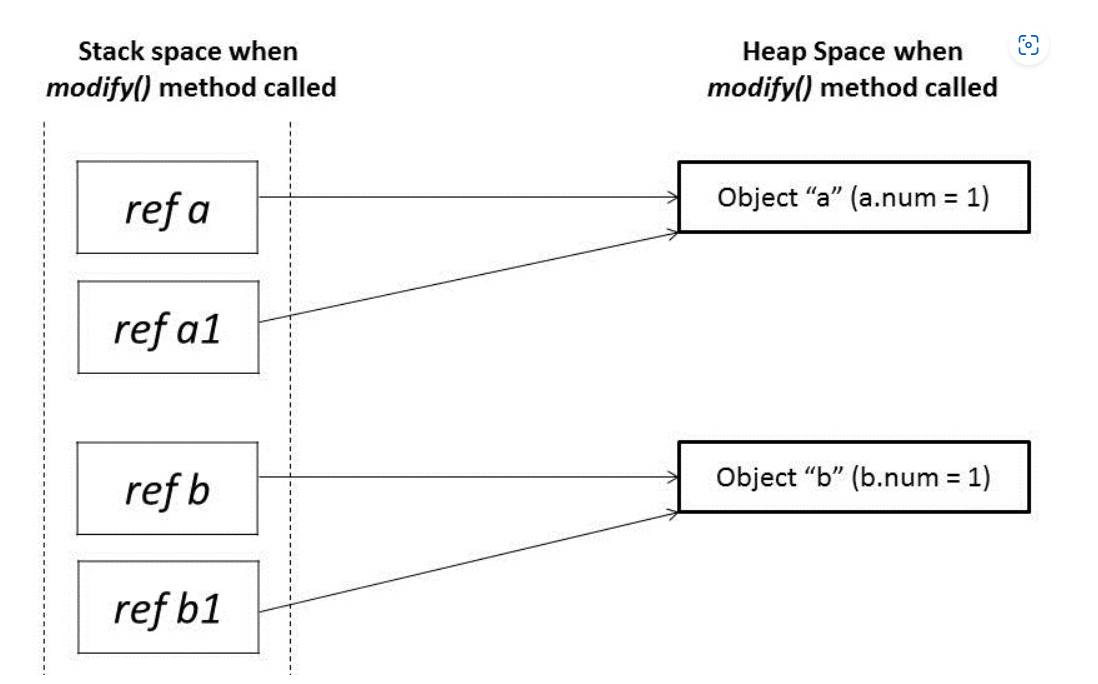 Stack space when
modify() method called
Heap Space when
modify() method called
ref a
Object “a” (a.num = 1)
ref a1
ref b
Object “b” (b.num = 1)
ref b1